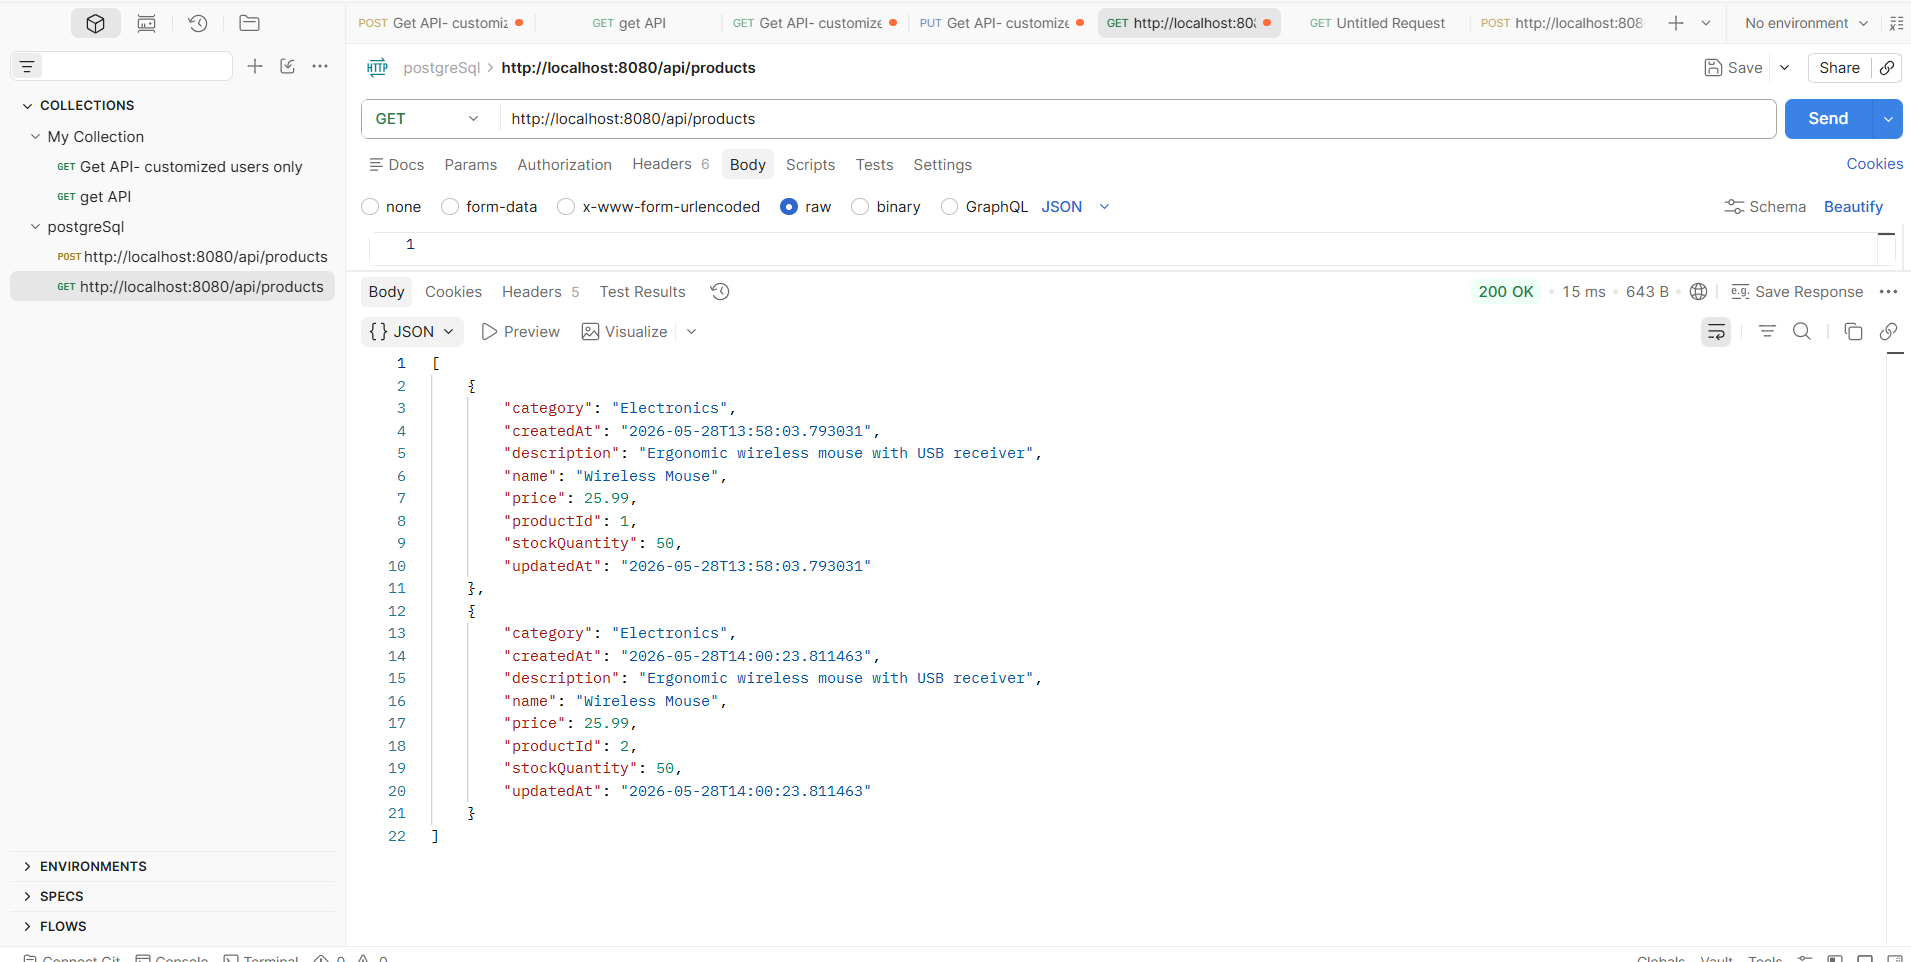 POST Get API- customiz
GET get API
GET Get API- customize
PUT Get API- customize
GET http://localhost:80
GET Untitled Request
POST http://localhost:808
No environment
postgreSql > http://localhost:8080/api/products
Save
Share
COLLECTIONS
My Collection
GET Get API- customized users only
GET get API
postgreSql
POST http://localhost:8080/api/products
GET http://localhost:8080/api/products
ENVIRONMENTS
SPECS
FLOWS
GET http://localhost:8080/api/products
Send
Docs Params Authorization Headers 6 Body Scripts Tests Settings
Cookies
none form-data x-www-form-urlencoded raw binary GraphQL JSON
Schema Beautify
1
Body Cookies Headers 5 Test Results
200 OK • 15 ms • 643 B
e.g. Save Response
{} JSON Preview Visualize
1 [
2 {
3 "category": "Electronics",
4 "createdAt": "2026-05-28T13:58:03.793031",
5 "description": "Ergonomic wireless mouse with USB receiver",
6 "name": "Wireless Mouse",
7 "price": 25.99,
8 "productId": 1,
9 "stockQuantity": 50,
10 "updatedAt": "2026-05-28T13:58:03.793031"
11 },
12 {
13 "category": "Electronics",
14 "createdAt": "2026-05-28T14:00:23.811463",
15 "description": "Ergonomic wireless mouse with USB receiver",
16 "name": "Wireless Mouse",
17 "price": 25.99,
18 "productId": 2,
19 "stockQuantity": 50,
20 "updatedAt": "2026-05-28T14:00:23.811463"
21 }
22 ]
Connect Git Console Terminal 0 0
Globals Vault Tools